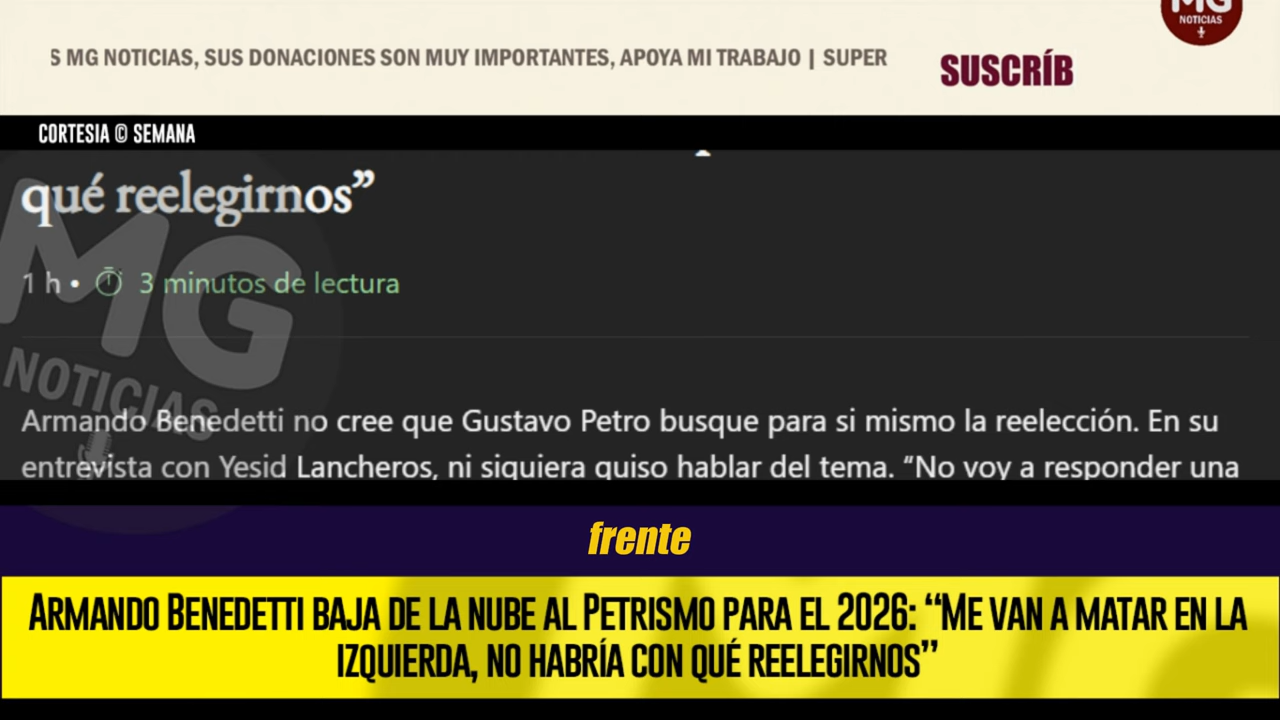 MG
NOTICIAS
S MG NOTICIAS, SUS DONACIONES SON MUY IMPORTANTES, APOYA MI TRABAJO | SUPER
SUSCRÍB
CORTESIA © SEMANA
qué reelegirnos”
1 h • 3 minutos de lectura
MG
NOTICIAS
Armando Benedetti no cree que Gustavo Petro busque para si mismo la reelección. En su
entrevista con Yesid Lancheros, ni siquiera quiso hablar del tema. “No voy a responder una
frente
ARMANDO BENEDETTI BAJA DE LA NUBE AL PETRISMO PARA EL 2026: “ME VAN A MATAR EN LA
IZQUIERDA, NO HABRÍA CON QUÉ REELEGIRNOS”